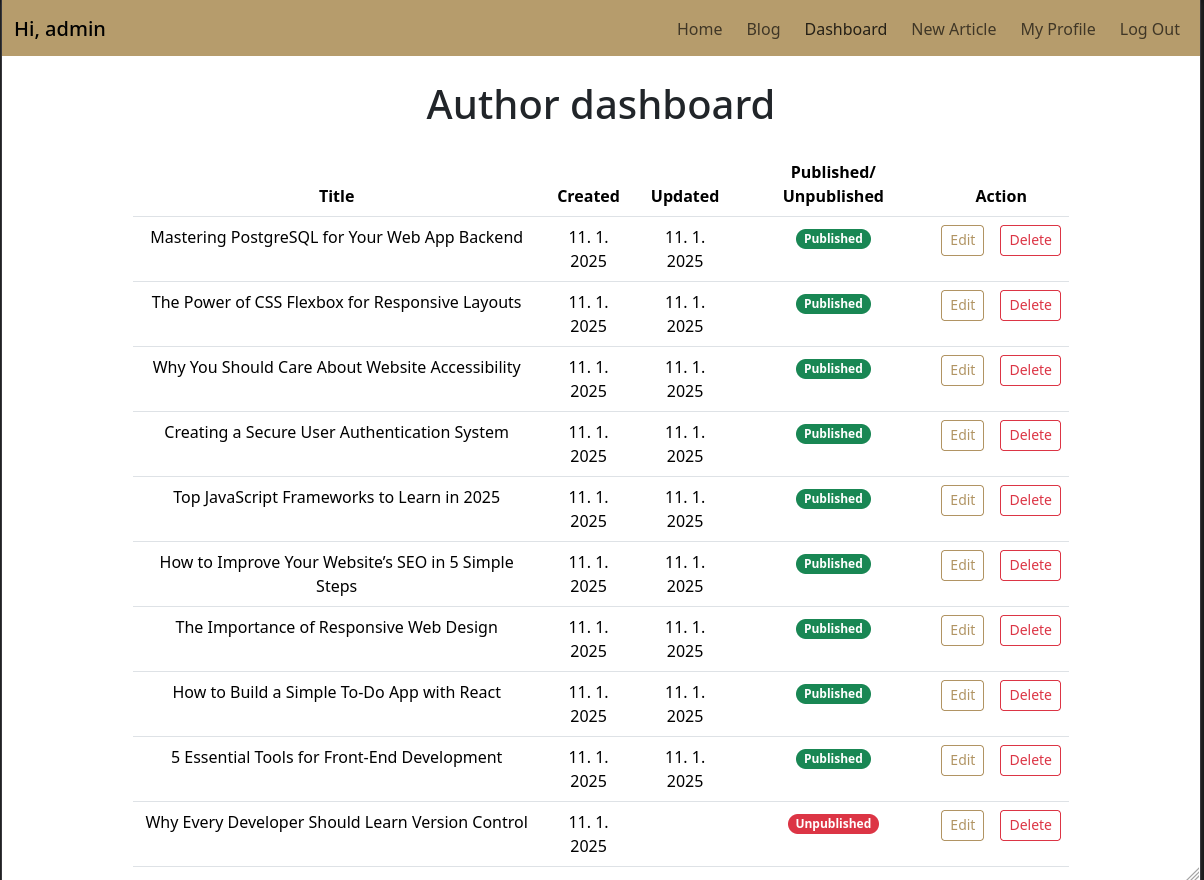 Hi, admin
Home Blog Dashboard New Article My Profile Log Out
Author dashboard
Published/
Title Created Updated Unpublished Action
Mastering PostgreSQL for Your Web App Backend 11. 1. 11. 1. Published Edit Delete
2025 2025
The Power of CSS Flexbox for Responsive Layouts 11. 1. 11. 1. Published Edit Delete
2025 2025
Why You Should Care About Website Accessibility 11. 1. 11. 1. Published Edit Delete
2025 2025
Creating a Secure User Authentication System 11. 1. 11. 1. Published Edit Delete
2025 2025
Top JavaScript Frameworks to Learn in 2025 11. 1. 11. 1. Published Edit Delete
2025 2025
How to Improve Your Website’s SEO in 5 Simple 11. 1. 11. 1. Published Edit Delete
Steps 2025 2025
The Importance of Responsive Web Design 11. 1. 11. 1. Published Edit Delete
2025 2025
How to Build a Simple To-Do App with React 11. 1. 11. 1. Published Edit Delete
2025 2025
5 Essential Tools for Front-End Development 11. 1. 11. 1. Published Edit Delete
2025 2025
Why Every Developer Should Learn Version Control 11. 1. Unpublished Edit Delete
2025